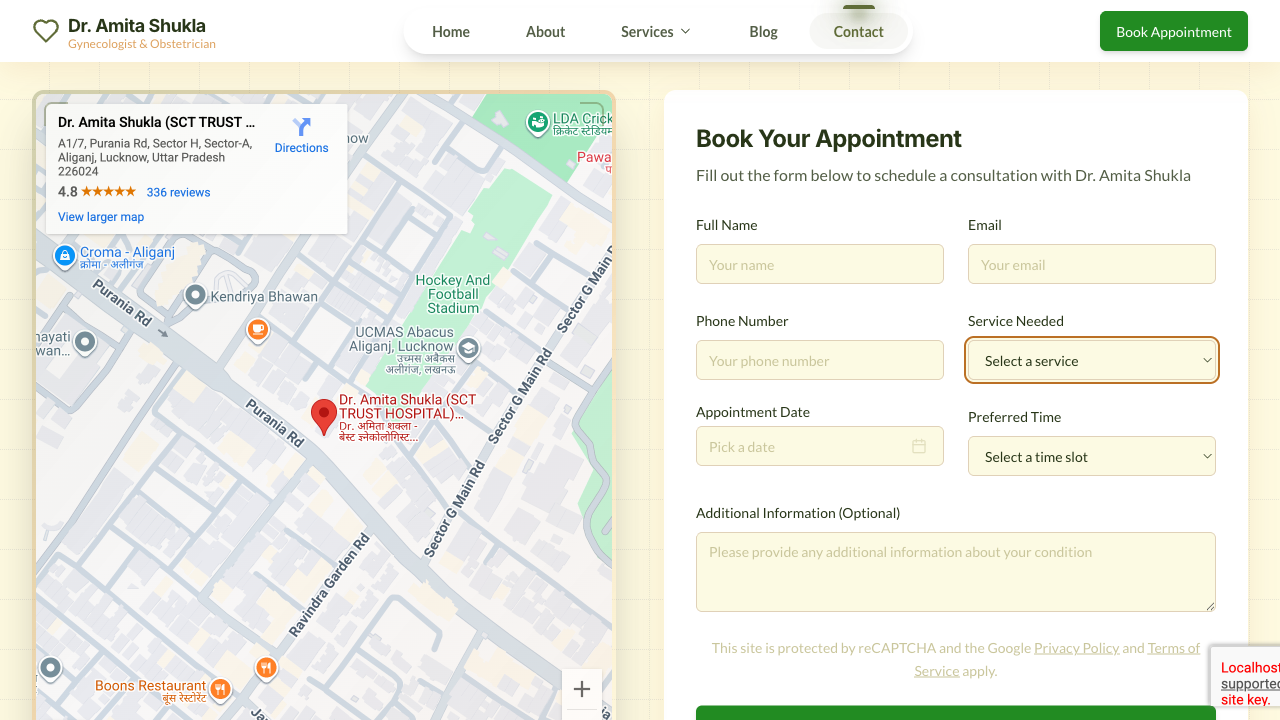 Dr. Amita Shukla
Gynecologist & Obstetrician
Home
About
Services
Blog
Contact
Book Appointment
Dr. Amita Shukla (SCT TRUST ...
A1/7, Purania Rd, Sector H, Sector-A,
Aliganj, Lucknow, Uttar Pradesh
226024
4.8 ★★★★★ 336 reviews
View larger map
Directions
LDA Crick
क्रिकेट स्टेडियम
Croma - Aliganj
क्रोमा - अलीगंज
Purania Rd
Kendriya Bhawan
Hockey And
Football
Stadium
UCMAS Abacus
Aliganj, Lucknow
उच्मस अबैकस
अलीगंज, लखनऊ
Sector G Main R
Dr. Amita Shukla (SCT
TRUST HOSPITAL)...
Dr. अमिता शुक्ला -
बेस्ट ज्नेकोलोगिस्ट...
Purania Rd
Sector G Main Rd
Sector G Main Rd
Ravindra Garden Rd
Boons Restaurant
बूंस रेस्टोरेंट
Book Your Appointment
Fill out the form below to schedule a consultation with Dr. Amita Shukla
Full Name
Email
Your name
Your email
Phone Number
Service Needed
Your phone number
Select a service
Appointment Date
Preferred Time
Pick a date
Select a time slot
Additional Information (Optional)
Please provide any additional information about your condition
This site is protected by reCAPTCHA and the Google Privacy Policy and Terms of
Service apply.
Localhost
supported
site key.